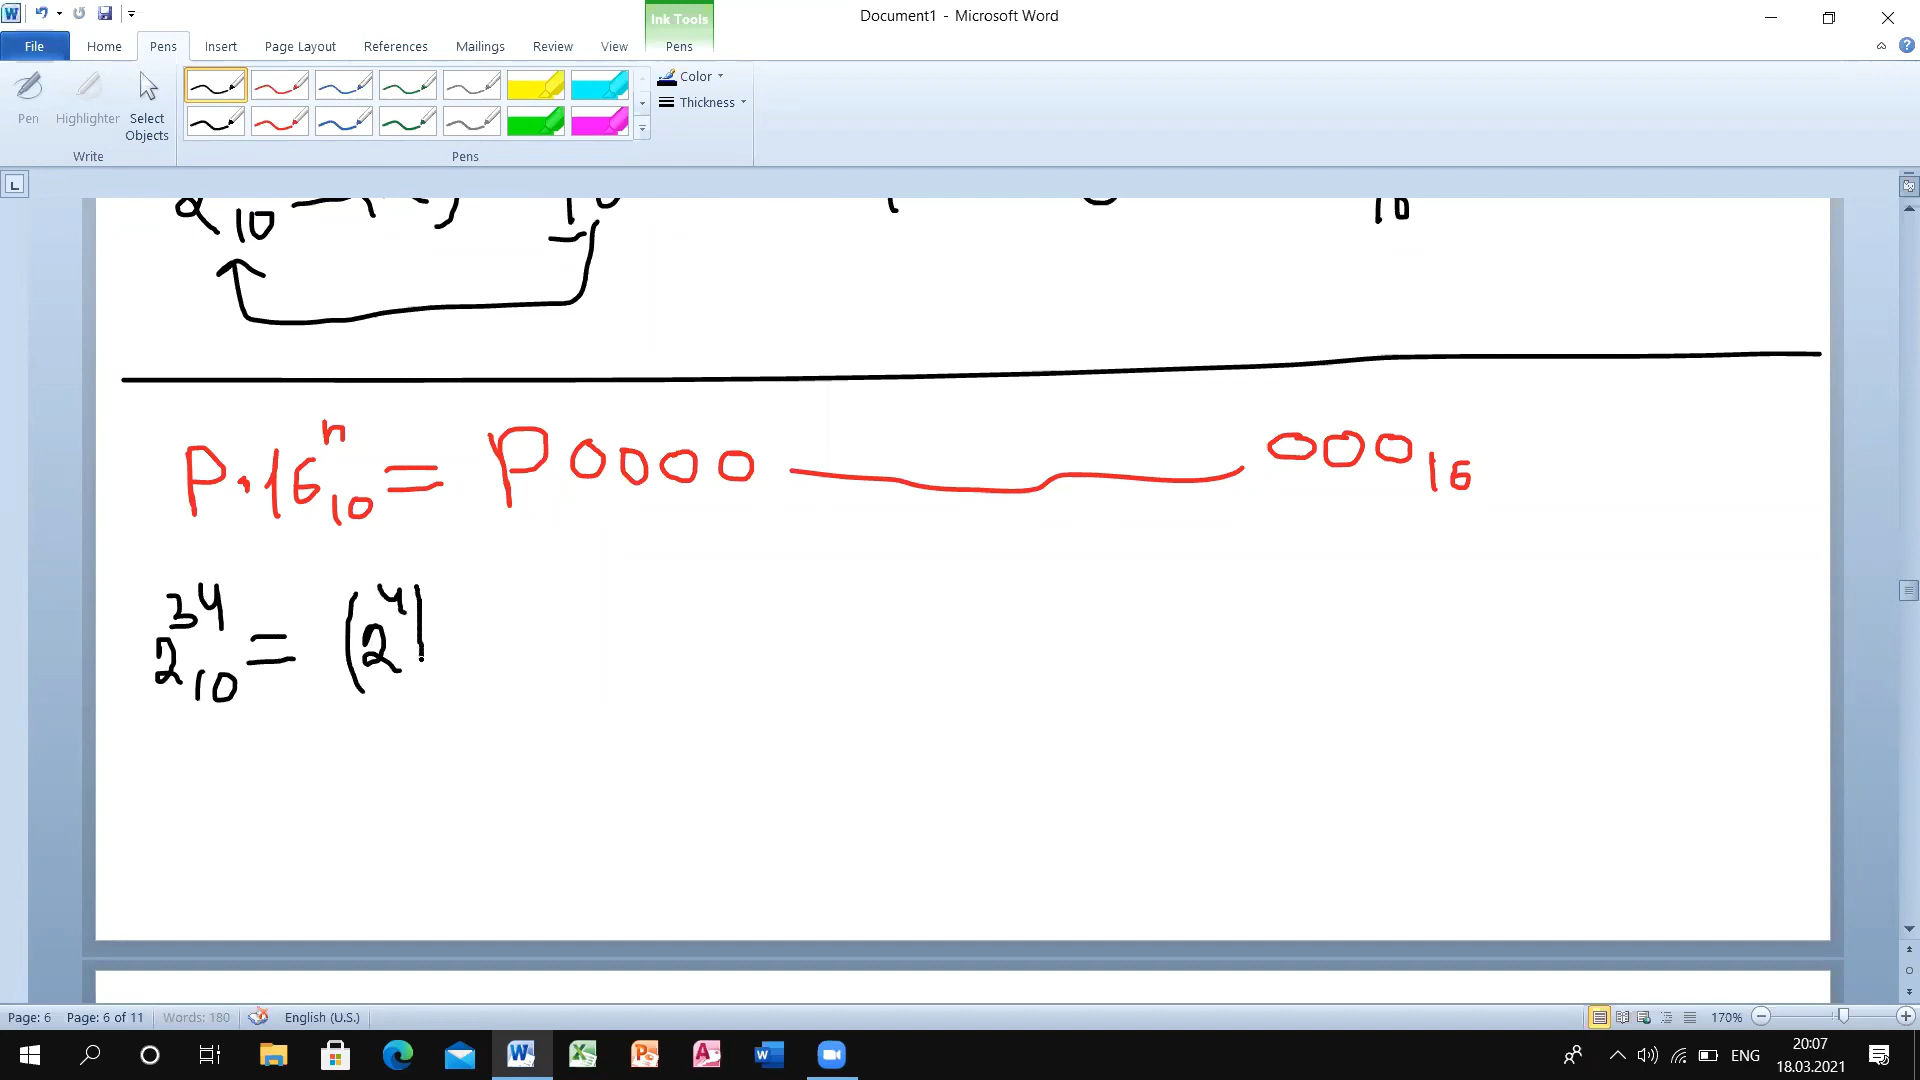 Ink Tools
Document1 - Microsoft Word
File Home Pens Insert Page Layout References Mailings Review View Pens
Pen Highlighter Select Objects
Color
Thickness
Write Pens
P·16ⁿ₁₀ = P0000 000₁₆
2³⁴₁₀ = (2⁴)
Page: 6 Page: 6 of 11 Words: 180 English (U.S.) 170%
ENG
20:07
18.03.2021